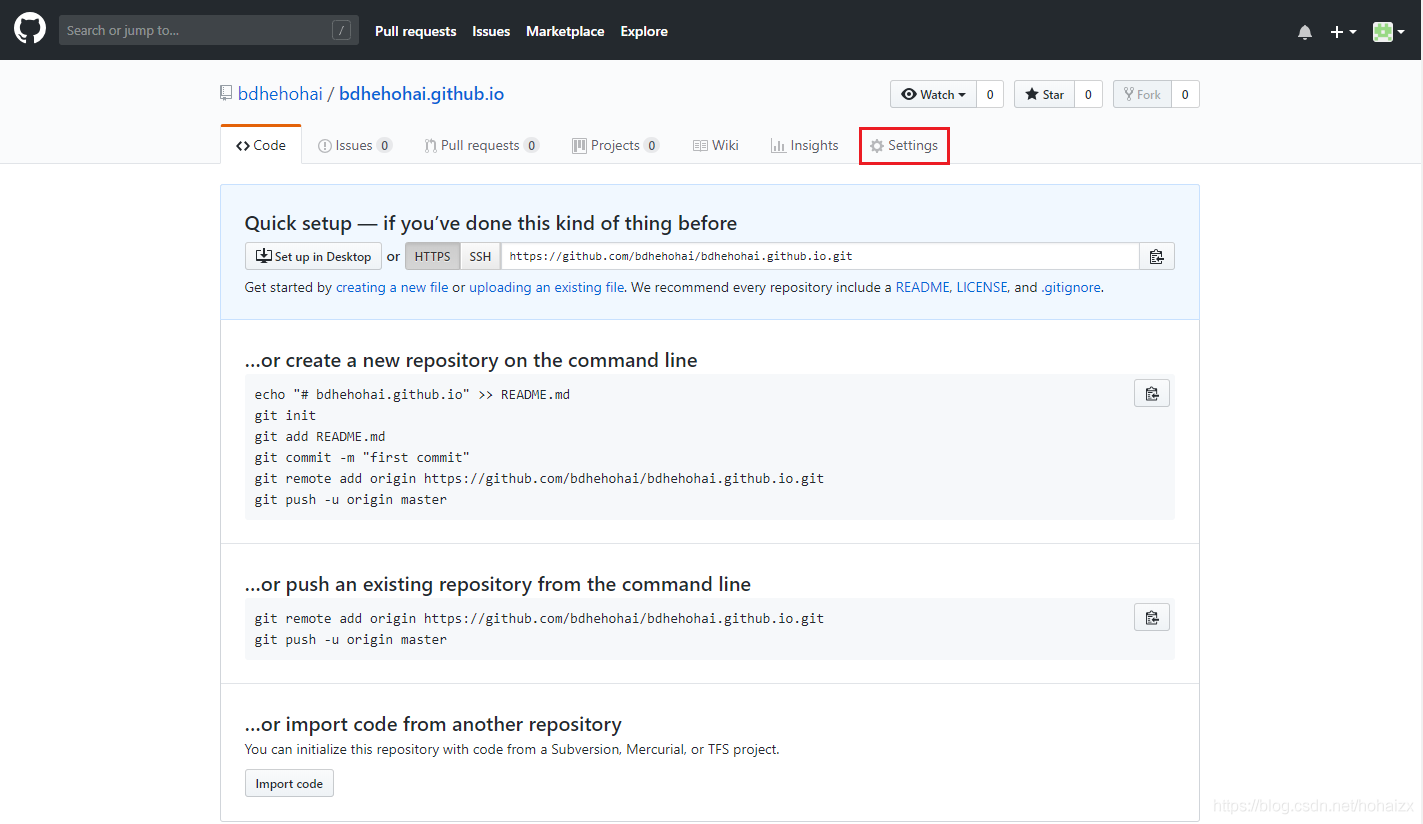 Search or jump to... /
Pull requests Issues Marketplace Explore
bdhehohai / bdhehohai.github.io
Watch 0 Star 0 Fork 0
Code Issues 0 Pull requests 0 Projects 0 Wiki Insights Settings
Quick setup — if you’ve done this kind of thing before
Set up in Desktop or HTTPS SSH https://github.com/bdhehohai/bdhehohai.github.io.git
Get started by creating a new file or uploading an existing file. We recommend every repository include a README, LICENSE, and .gitignore.
…or create a new repository on the command line
echo "# bdhehohai.github.io" >> README.md
git init
git add README.md
git commit -m "first commit"
git remote add origin https://github.com/bdhehohai/bdhehohai.github.io.git
git push -u origin master
…or push an existing repository from the command line
git remote add origin https://github.com/bdhehohai/bdhehohai.github.io.git
git push -u origin master
…or import code from another repository
You can initialize this repository with code from a Subversion, Mercurial, or TFS project.
Import code
https://blog.csdn.net/hohaizx